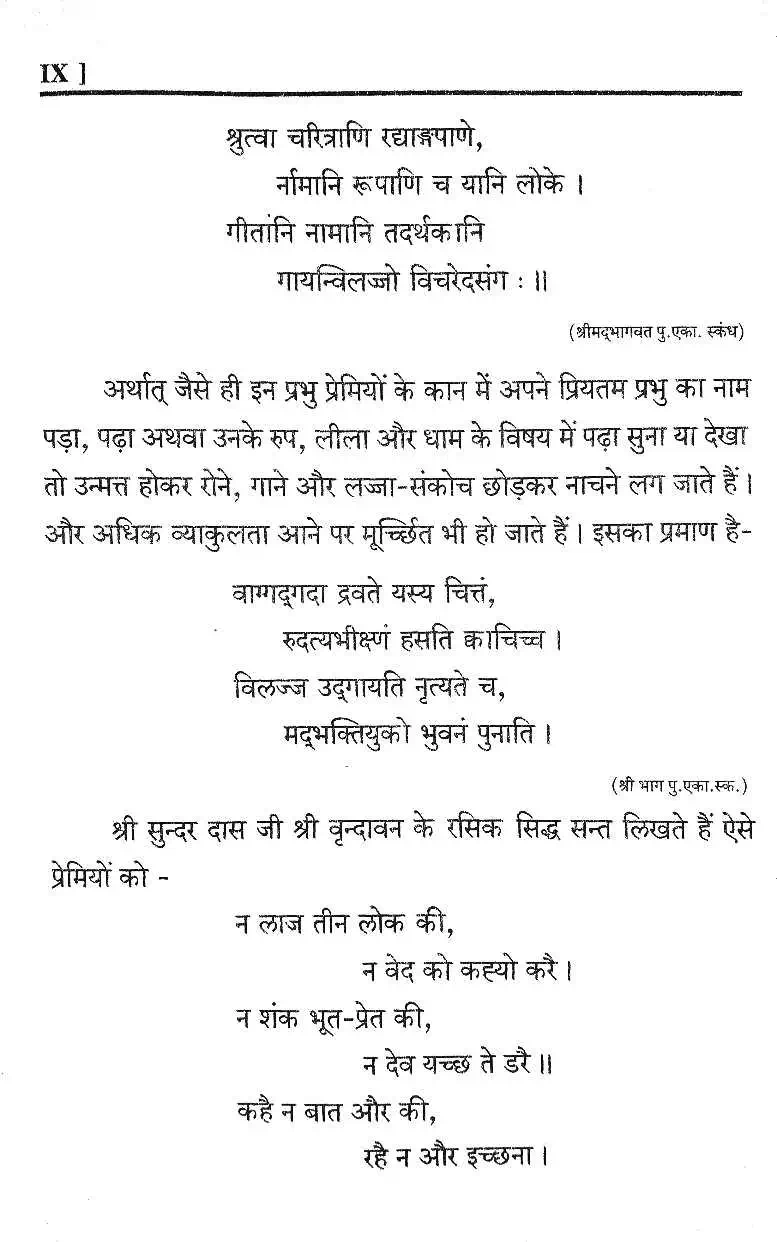 IX ]
श्रुत्वा चरित्राणि रद्याङ्गपाणे,
र्नामानि रूपाणि च यानि लोके ।
गीतांनि नामानि तदर्थकानि
गायन्विलज्जो विचरेदसंग : ॥
(श्रीमद्भागवत पु.एका. स्कंध)
अर्थात् जैसे ही इन प्रभु प्रेमियों के कान में अपने प्रियतम प्रभु का नाम
पड़ा, पढ़ा अथवा उनके रुप, लीला और धाम के विषय में पढ़ा सुना या देखा
तो उन्मत्त होकर रोने, गाने और लज्जा-संकोच छोड़कर नाचने लग जाते हैं ।
और अधिक व्याकुलता आने पर मूर्च्छित भी हो जाते हैं । इसका प्रमाण है-
वाग्गद्गदा द्रवते यस्य चित्तं,
रुदत्यभीक्ष्णं हसति क्वाचिच्च ।
विलज्ज उद्गायति नृत्यते च,
मद्भक्तियुको भुवनं पुनाति ।
(श्री भाग पु.एका.स्क.)
श्री सुन्दर दास जी श्री वृन्दावन के रसिक सिद्ध सन्त लिखते हैं ऐसे
प्रेमियों को -
न लाज तीन लोक की,
न वेद को कह्यो करै ।
न शंक भूत-प्रेत की,
न देव यच्छ ते डरै ॥
कहै न बात और की,
रहै न और इच्छना ।